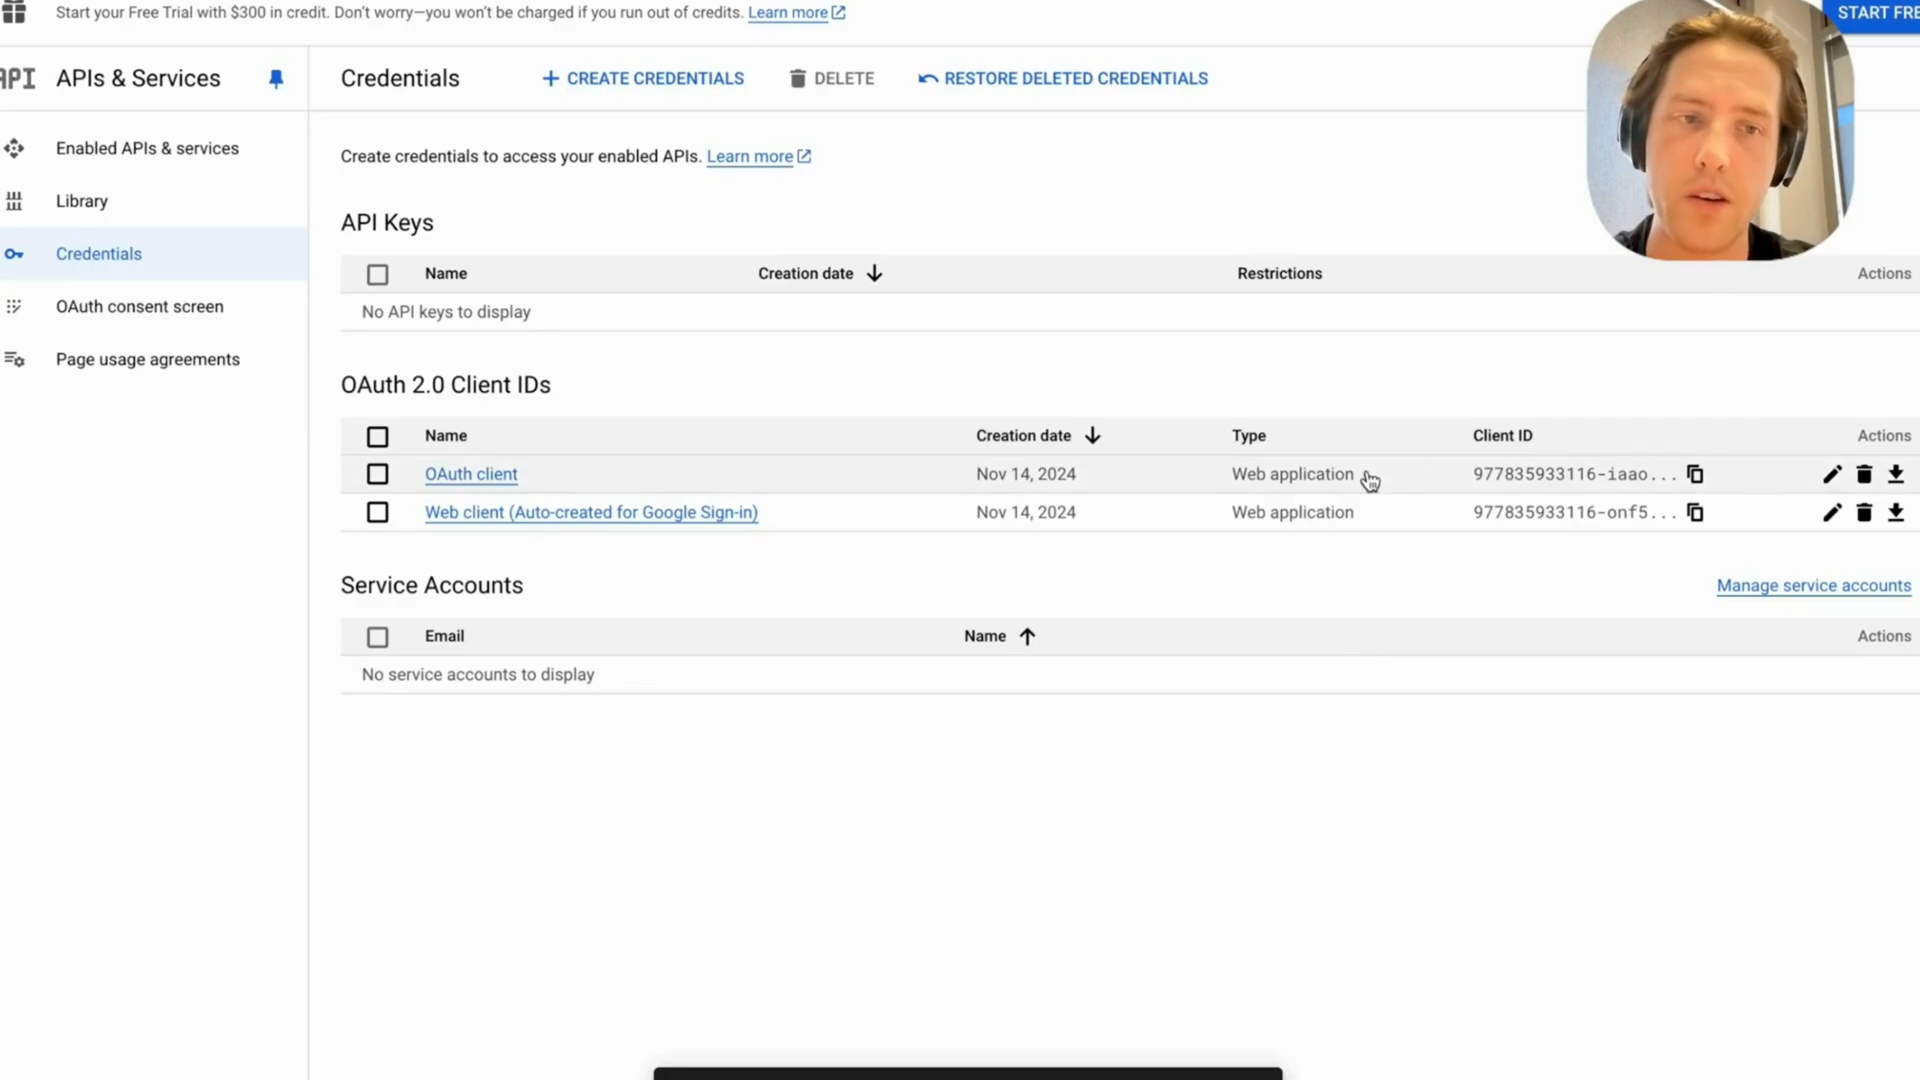 Start your Free Trial with $300 in credit. Don't worry—you won't be charged if you run out of credits. Learn more
START FRE
API APIs & Services
Credentials + CREATE CREDENTIALS DELETE RESTORE DELETED CREDENTIALS
Enabled APIs & services
Library
Credentials
OAuth consent screen
Page usage agreements
Create credentials to access your enabled APIs. Learn more
API Keys
Name Creation date Restrictions Actions
No API keys to display
OAuth 2.0 Client IDs
Name Creation date Type Client ID Actions
OAuth client Nov 14, 2024 Web application 977835933116-iaao...
Web client (Auto-created for Google Sign-in) Nov 14, 2024 Web application 977835933116-onf5...
Service Accounts Manage service accounts
Email Name Actions
No service accounts to display